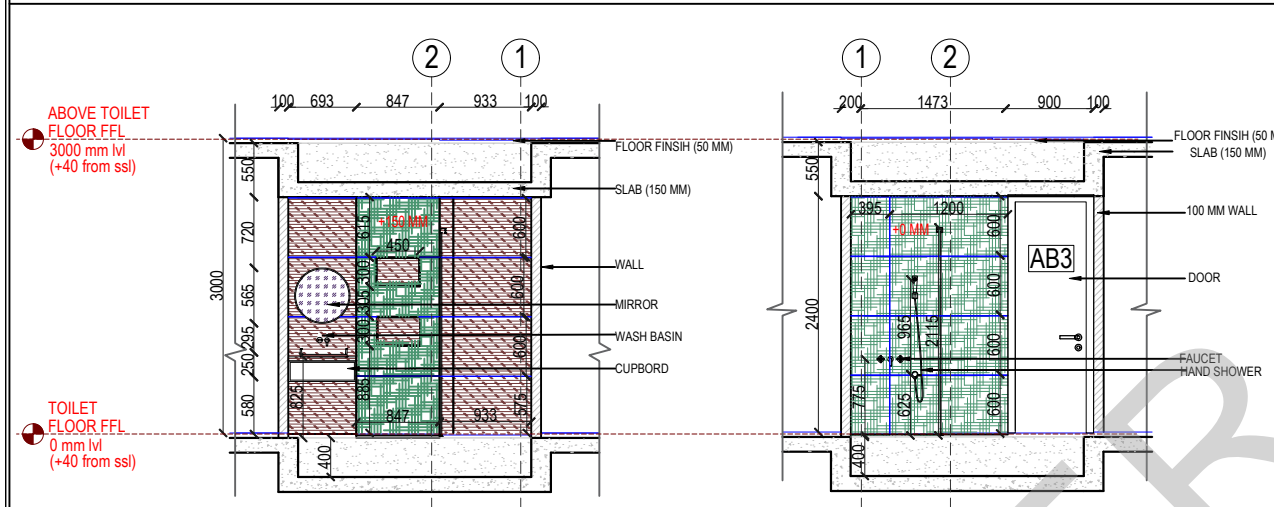 2
1
1
2
100
693
847
933
100
200
1473
900
100
ABOVE TOILET
FLOOR FFL
3000 mm lvl
(+40 from ssl)
FLOOR FINSIH (50 MM)
SLAB (150 MM)
WALL
MIRROR
WASH BASIN
CUPBORD
550
720
565
295
250
580
3000
825
615
+150 MM
450
300
305
300
885
847
933
600
600
600
575
400
TOILET
FLOOR FFL
0 mm lvl
(+40 from ssl)
FLOOR FINSIH (50 M
SLAB (150 MM)
100 MM WALL
DOOR
FAUCET
HAND SHOWER
550
2400
395
1200
+0 MM
600
600
600
600
AB3
965
2115
775
625
400